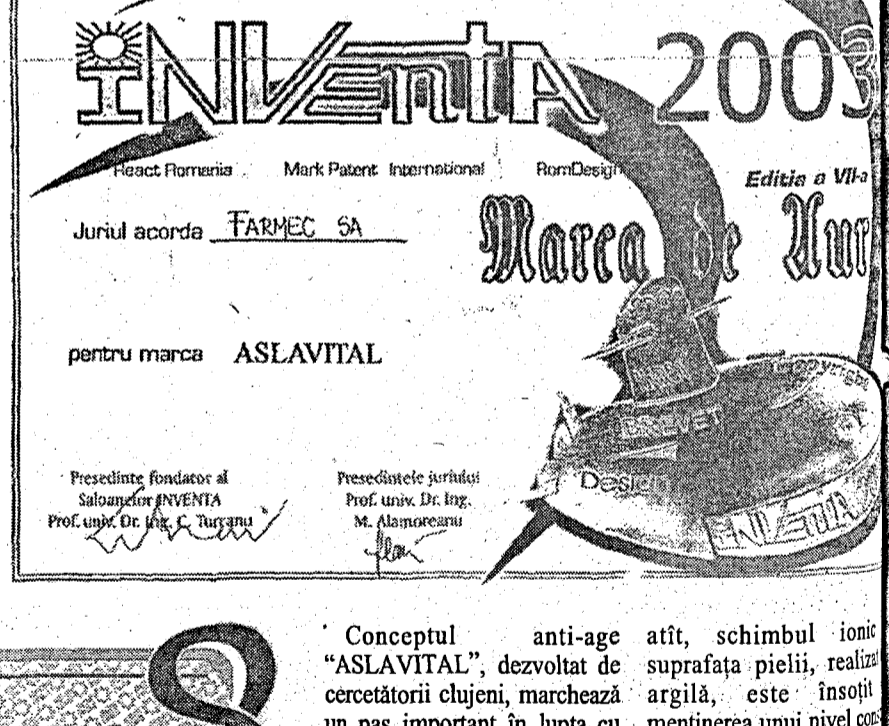 INVENTA 2003
React Romania Mark Patent International RomDesign
Editia a VII-a
Juriul acorda FARMEC SA
Marca de Aur
pentru marca ASLAVITAL
Copyright
BREVET
Design
INVENTA
Presedinte fondator al
Saloanelor INVENTA
Prof. univ. Dr. Ing. C. Turcanu
Presedintele juriului
Prof. univ. Dr. Ing.
M. Alamoreanu
Conceptul anti-age
“ASLAVITAL”, dezvoltat de
cercetătorii clujeni, marchează
un pas important în lupta cu
atît, schimbul ionic
suprafața pielii, realizat
argilă, este însoțit
menținerea unui nivel